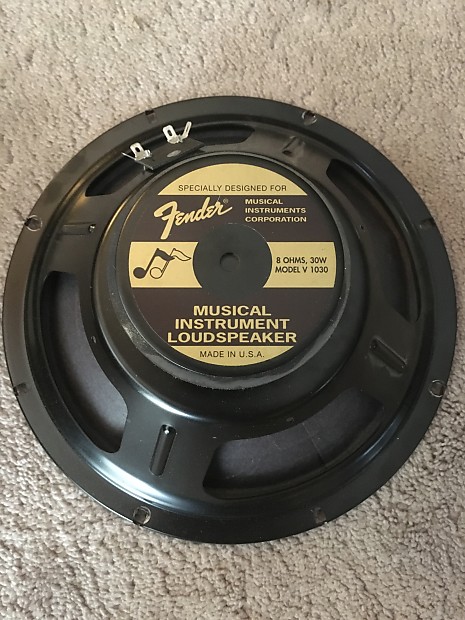 SPECIALLY DESIGNED FOR
Fender®
MUSICAL
INSTRUMENTS
CORPORATION
8 OHMS, 30W
MODEL V 1030
MUSICAL
INSTRUMENT
LOUDSPEAKER
MADE IN U.S.A.